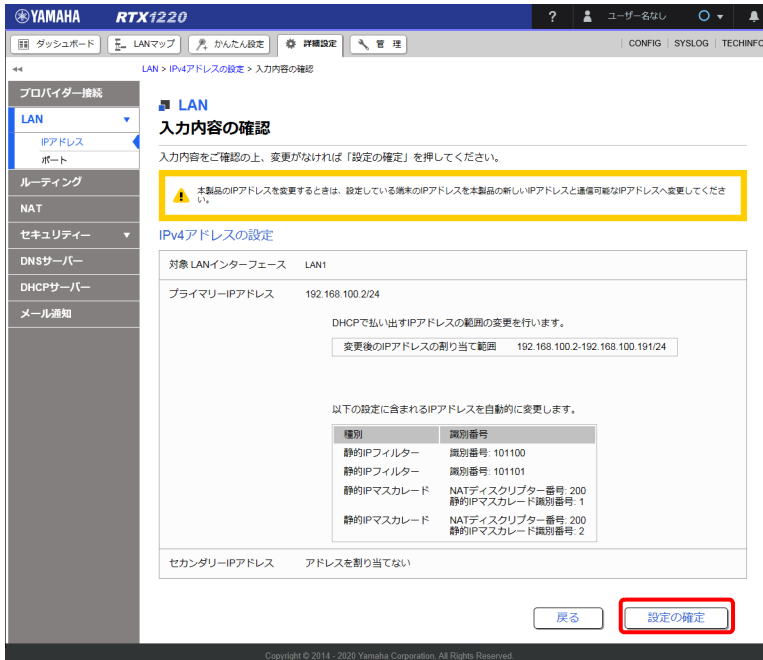 YAMAHA RTX1220 ? ユーザー名なし
ダッシュボード LANマップ かんたん設定 詳細設定 管 理 CONFIG SYSLOG TECHINFO
LAN > IPv4アドレスの設定 > 入力内容の確認
プロバイダー接続
LAN
IPアドレス
ポート
ルーティング
NAT
セキュリティー
DNSサーバー
DHCPサーバー
メール通知
LAN
入力内容の確認
入力内容をご確認の上、変更がなければ「設定の確定」を押してください。
本製品のIPアドレスを変更するときは、設定している端末のIPアドレスを本製品の新しいIPアドレスと通信可能なIPアドレスへ変更してくださ
い。
IPv4アドレスの設定
対象 LANインターフェース LAN1
プライマリーIPアドレス 192.168.100.2/24
DHCPで払い出すIPアドレスの範囲の変更を行います。
変更後のIPアドレスの割り当て範囲 192.168.100.2-192.168.100.191/24
以下の設定に含まれるIPアドレスを自動的に変更します。
種別 識別番号
静的IPフィルター 識別番号: 101100
静的IPフィルター 識別番号: 101101
静的IPマスカレード NATディスクリプター番号: 200
静的IPマスカレード識別番号: 1
静的IPマスカレード NATディスクリプター番号: 200
静的IPマスカレード識別番号: 2
セカンダリーIPアドレス アドレスを割り当てない
戻る 設定の確定
Copyright © 2014 - 2020 Yamaha Corporation. All Rights Reserved.